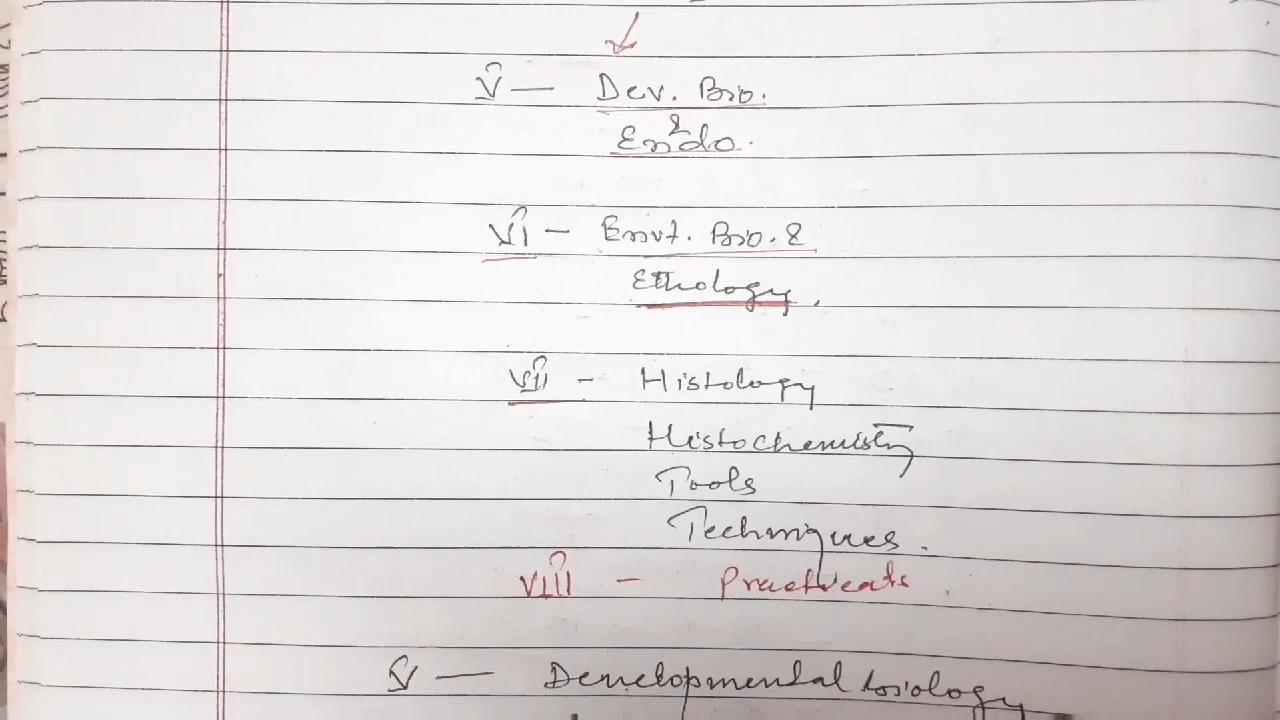 V — Dev. Bio.
&
Endo.
VI — Envt. Bio. &
Ethology.
VII - Histology
Histochemistry
Tools
Techniques.
VIII - Practicals.
V — Developmental biology